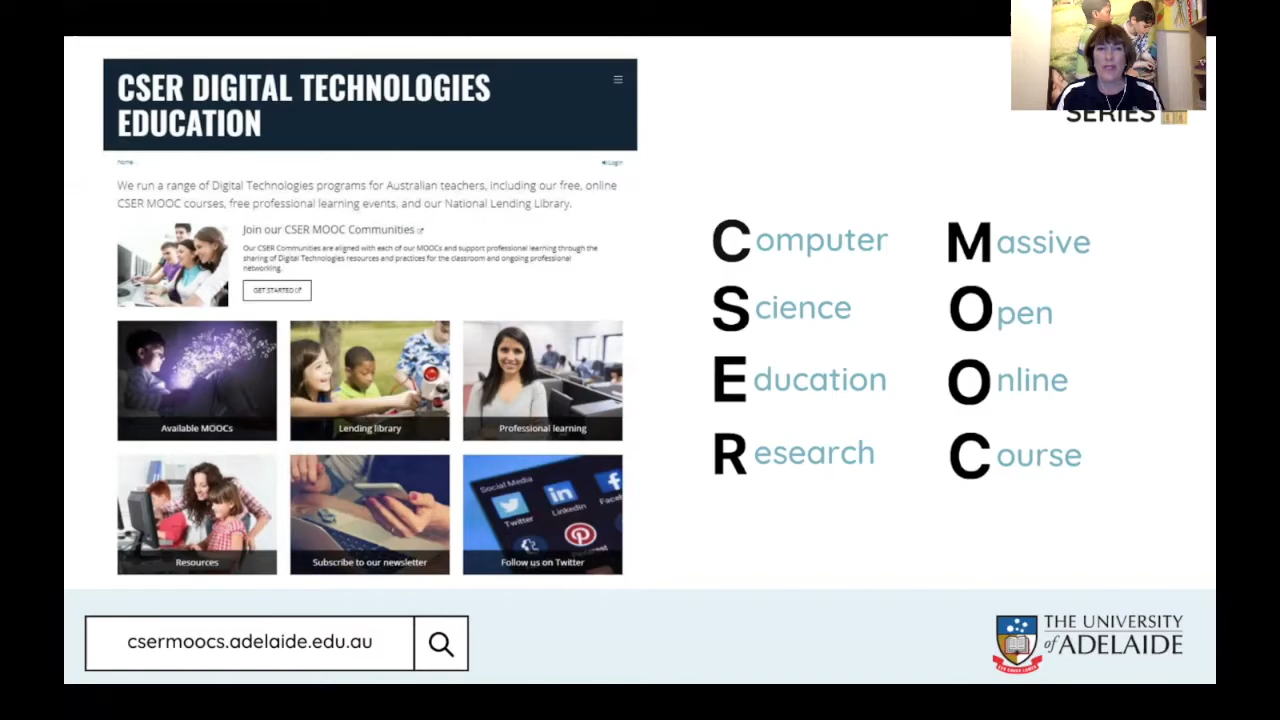 CSER DIGITAL TECHNOLOGIES
EDUCATION
Home
Login
We run a range of Digital Technologies programs for Australian teachers, including our free, online
CSER MOOC courses, free professional learning events, and our National Lending Library.
Join our CSER MOOC Communities
Our CSER Communities are aligned with each of our MOOCs and support professional learning through the
sharing of Digital Technologies resources and practices for the classroom and ongoing professional
networking.
GET STARTED
Available MOOCs
Lending library
Professional learning
Resources
Subscribe to our newsletter
Social Media
Twitter
LinkedIn
Follow us on Twitter
SERIES
Computer
Science
Education
Research
Massive
Open
Online
Course
csermoocs.adelaide.edu.au
THE UNIVERSITY
of ADELAIDE